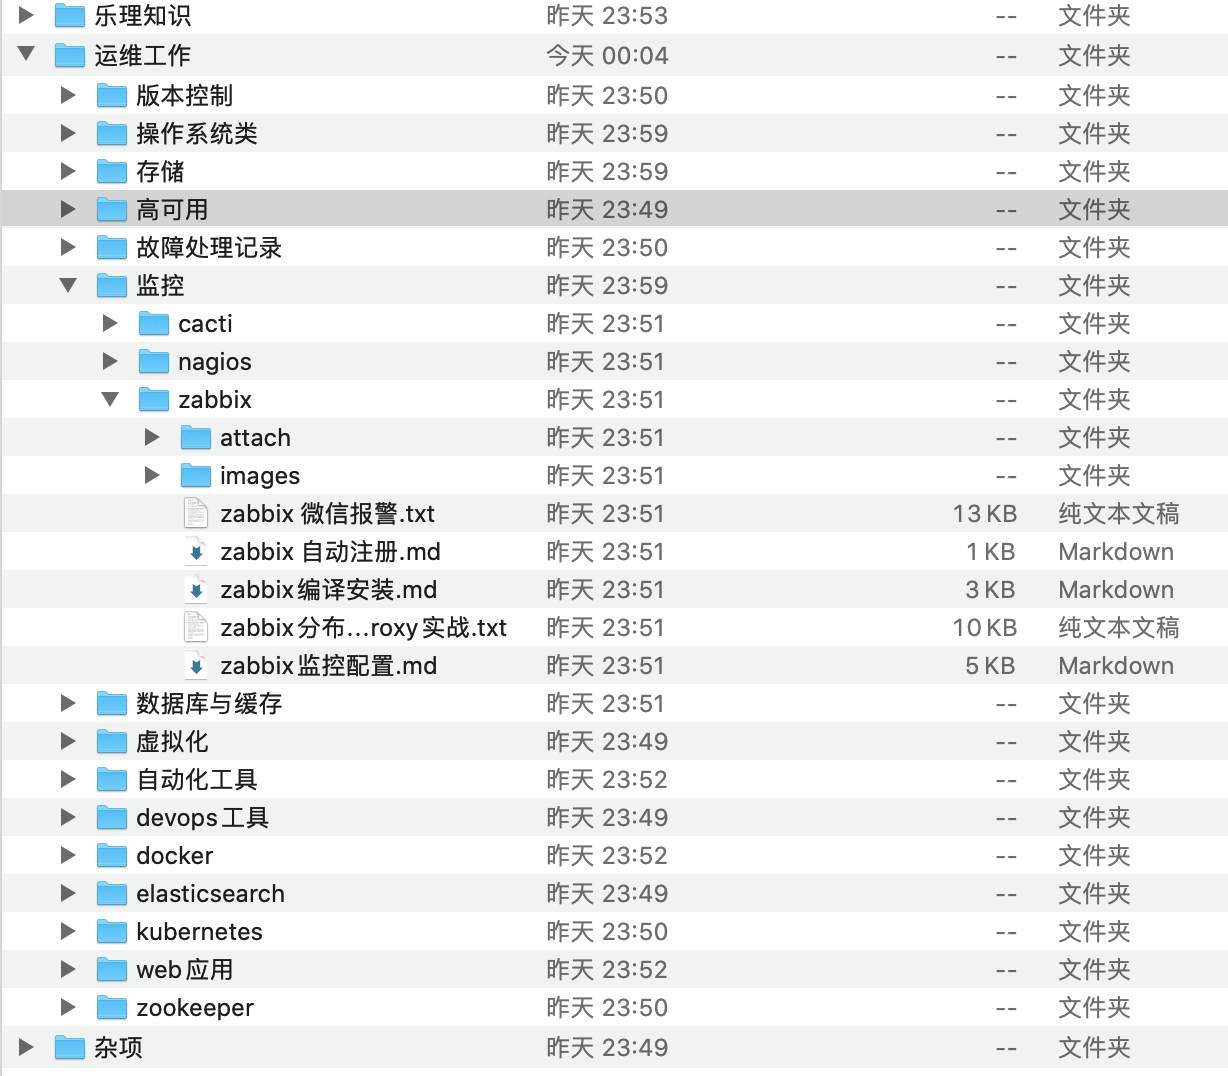 乐理知识 昨天 23:53 -- 文件夹
运维工作 今天 00:04 -- 文件夹
版本控制 昨天 23:50 -- 文件夹
操作系统类 昨天 23:59 -- 文件夹
存储 昨天 23:59 -- 文件夹
高可用 昨天 23:49 -- 文件夹
故障处理记录 昨天 23:50 -- 文件夹
监控 昨天 23:59 -- 文件夹
cacti 昨天 23:51 -- 文件夹
nagios 昨天 23:51 -- 文件夹
zabbix 昨天 23:51 -- 文件夹
attach 昨天 23:51 -- 文件夹
images 昨天 23:51 -- 文件夹
zabbix 微信报警.txt 昨天 23:51 13 KB 纯文本文稿
zabbix 自动注册.md 昨天 23:51 1 KB Markdown
zabbix编译安装.md 昨天 23:51 3 KB Markdown
zabbix分布...roxy实战.txt 昨天 23:51 10 KB 纯文本文稿
zabbix监控配置.md 昨天 23:51 5 KB Markdown
数据库与缓存 昨天 23:51 -- 文件夹
虚拟化 昨天 23:49 -- 文件夹
自动化工具 昨天 23:52 -- 文件夹
devops工具 昨天 23:49 -- 文件夹
docker 昨天 23:52 -- 文件夹
elasticsearch 昨天 23:49 -- 文件夹
kubernetes 昨天 23:50 -- 文件夹
web应用 昨天 23:52 -- 文件夹
zookeeper 昨天 23:50 -- 文件夹
杂项 昨天 23:49 -- 文件夹